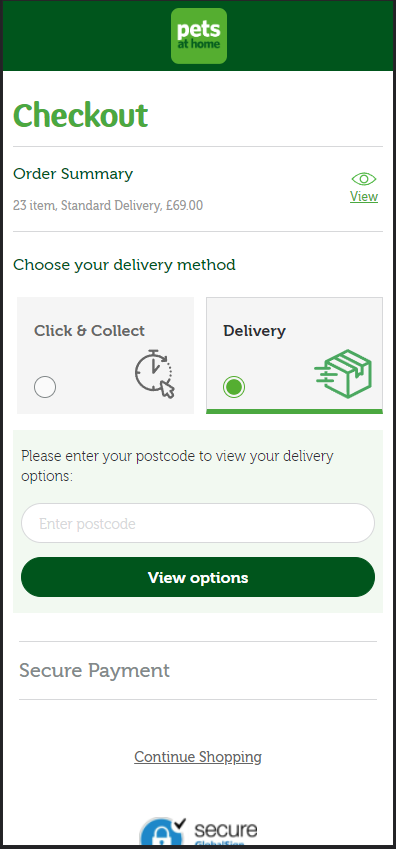 pets
at home
Checkout
Order Summary
23 item, Standard Delivery, £69.00
View
Choose your delivery method
Click & Collect
Delivery
Please enter your postcode to view your delivery
options:
Enter postcode
View options
Secure Payment
Continue Shopping
secure
GlobalSign